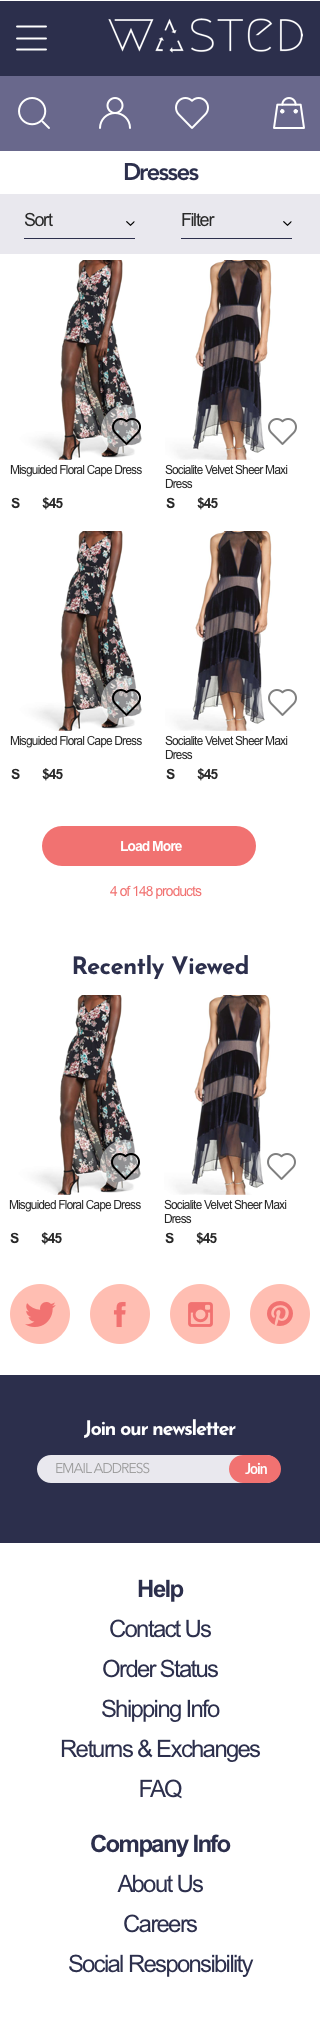 WASTED
Dresses
Sort Filter
Misguided Floral Cape Dress
S $45
Socialite Velvet Sheer Maxi
Dress
S $45
Misguided Floral Cape Dress
S $45
Socialite Velvet Sheer Maxi
Dress
S $45
Load More
4 of 148 products
Recently Viewed
Misguided Floral Cape Dress
S $45
Socialite Velvet Sheer Maxi
Dress
S $45
Join our newsletter
EMAIL ADDRESS Join
Help
Contact Us
Order Status
Shipping Info
Returns & Exchanges
FAQ
Company Info
About Us
Careers
Social Responsibility